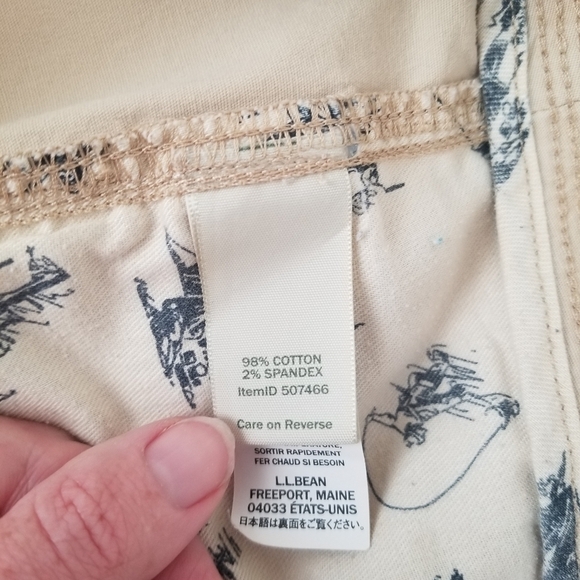 98% COTTON
2% SPANDEX
ItemID 507466
Care on Reverse
SORTIR RAPIDEMENT
FER CHAUD SI BESOIN
L.L.BEAN
FREEPORT, MAINE
04033 ÉTATS-UNIS
日本語は裏面をご覧ください。